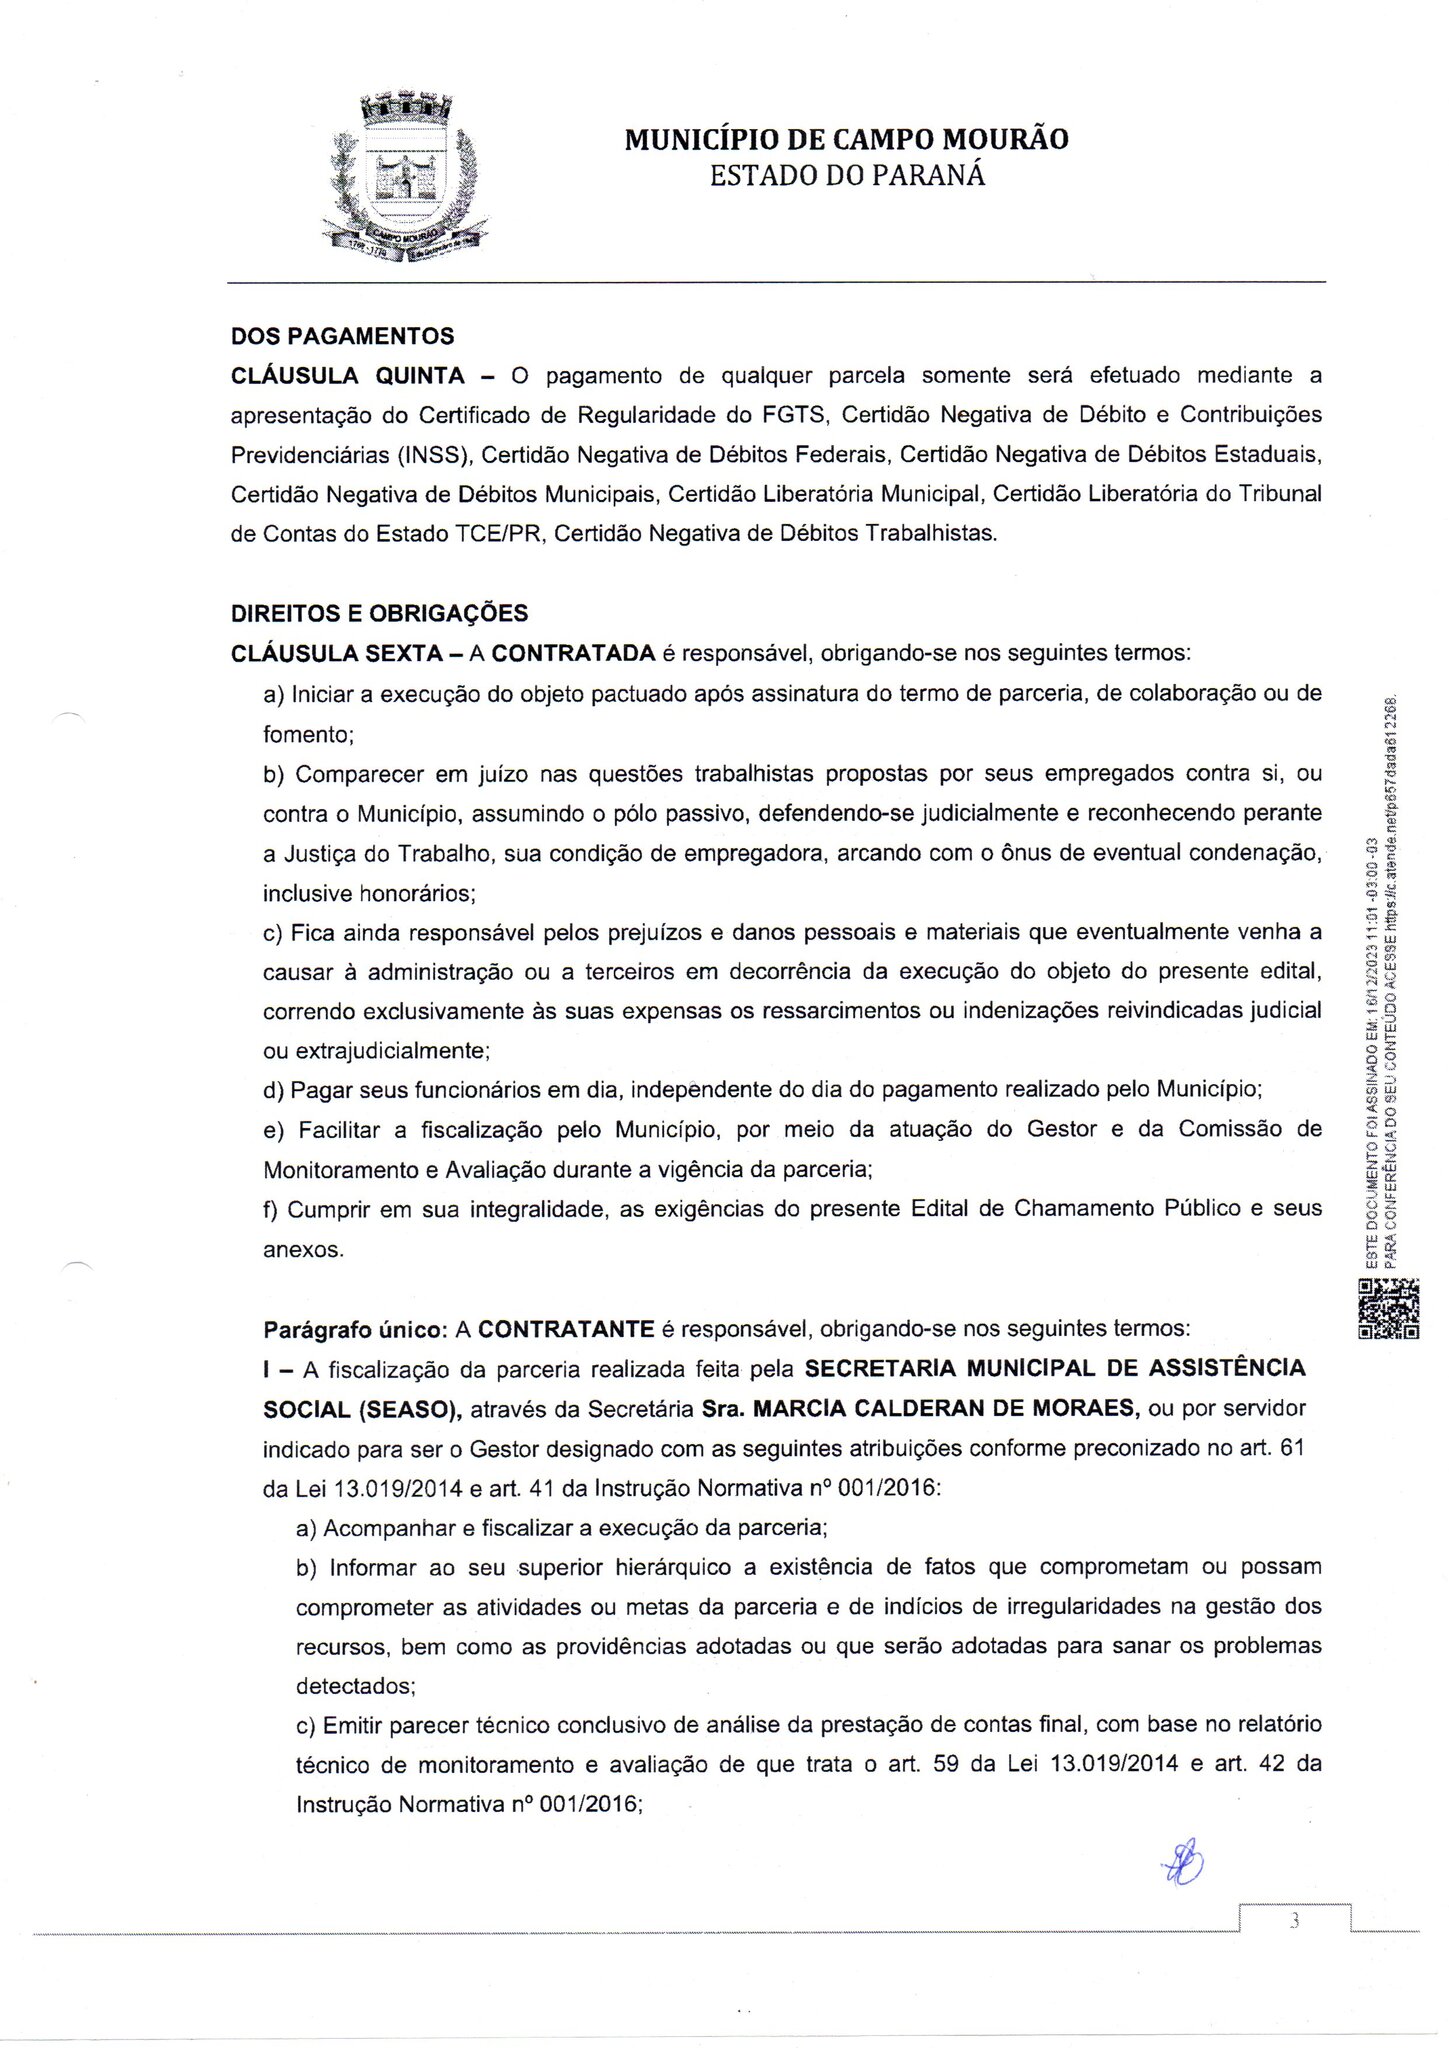 MUNICÍPIO DE CAMPO MOURÃO
ESTADO DO PARANÁ
CAMPO MOURÃO
DOS PAGAMENTOS
CLÁUSULA QUINTA – O pagamento de qualquer parcela somente será efetuado mediante a
apresentação do Certificado de Regularidade do FGTS, Certidão Negativa de Débito e Contribuições
Previdenciárias (INSS), Certidão Negativa de Débitos Federais, Certidão Negativa de Débitos Estaduais,
Certidão Negativa de Débitos Municipais, Certidão Liberatória Municipal, Certidão Liberatória do Tribunal
de Contas do Estado TCE/PR, Certidão Negativa de Débitos Trabalhistas.
DIREITOS E OBRIGAÇÕES
CLÁUSULA SEXTA – A CONTRATADA é responsável, obrigando-se nos seguintes termos:
a) Iniciar a execução do objeto pactuado após assinatura do termo de parceria, de colaboração ou de
fomento;
b) Comparecer em juízo nas questões trabalhistas propostas por seus empregados contra si, ou
contra o Município, assumindo o pólo passivo, defendendo-se judicialmente e reconhecendo perante
a Justiça do Trabalho, sua condição de empregadora, arcando com o ônus de eventual condenação,
inclusive honorários;
c) Fica ainda responsável pelos prejuízos e danos pessoais e materiais que eventualmente venha a
causar à administração ou a terceiros em decorrência da execução do objeto do presente edital,
correndo exclusivamente às suas expensas os ressarcimentos ou indenizações reivindicadas judicial
ou extrajudicialmente;
d) Pagar seus funcionários em dia, independente do dia do pagamento realizado pelo Município;
e) Facilitar a fiscalização pelo Município, por meio da atuação do Gestor e da Comissão de
Monitoramento e Avaliação durante a vigência da parceria;
f) Cumprir em sua integralidade, as exigências do presente Edital de Chamamento Público e seus
anexos.
Parágrafo único: A CONTRATANTE é responsável, obrigando-se nos seguintes termos:
I – A fiscalização da parceria realizada feita pela SECRETARIA MUNICIPAL DE ASSISTÊNCIA
SOCIAL (SEASO), através da Secretária Sra. MARCIA CALDERAN DE MORAES, ou por servidor
indicado para ser o Gestor designado com as seguintes atribuições conforme preconizado no art. 61
da Lei 13.019/2014 e art. 41 da Instrução Normativa nº 001/2016:
a) Acompanhar e fiscalizar a execução da parceria;
b) Informar ao seu superior hierárquico a existência de fatos que comprometam ou possam
comprometer as atividades ou metas da parceria e de indícios de irregularidades na gestão dos
recursos, bem como as providências adotadas ou que serão adotadas para sanar os problemas
detectados;
c) Emitir parecer técnico conclusivo de análise da prestação de contas final, com base no relatório
técnico de monitoramento e avaliação de que trata o art. 59 da Lei 13.019/2014 e art. 42 da
Instrução Normativa nº 001/2016;
3
ESTE DOCUMENTO FOI ASSINADO EM: 16/12/2023 11:01 -03:00 -03
PARA CONFERÊNCIA DO SEU CONTEÚDO ACESSE https://c.atende.net/p657dada612268.